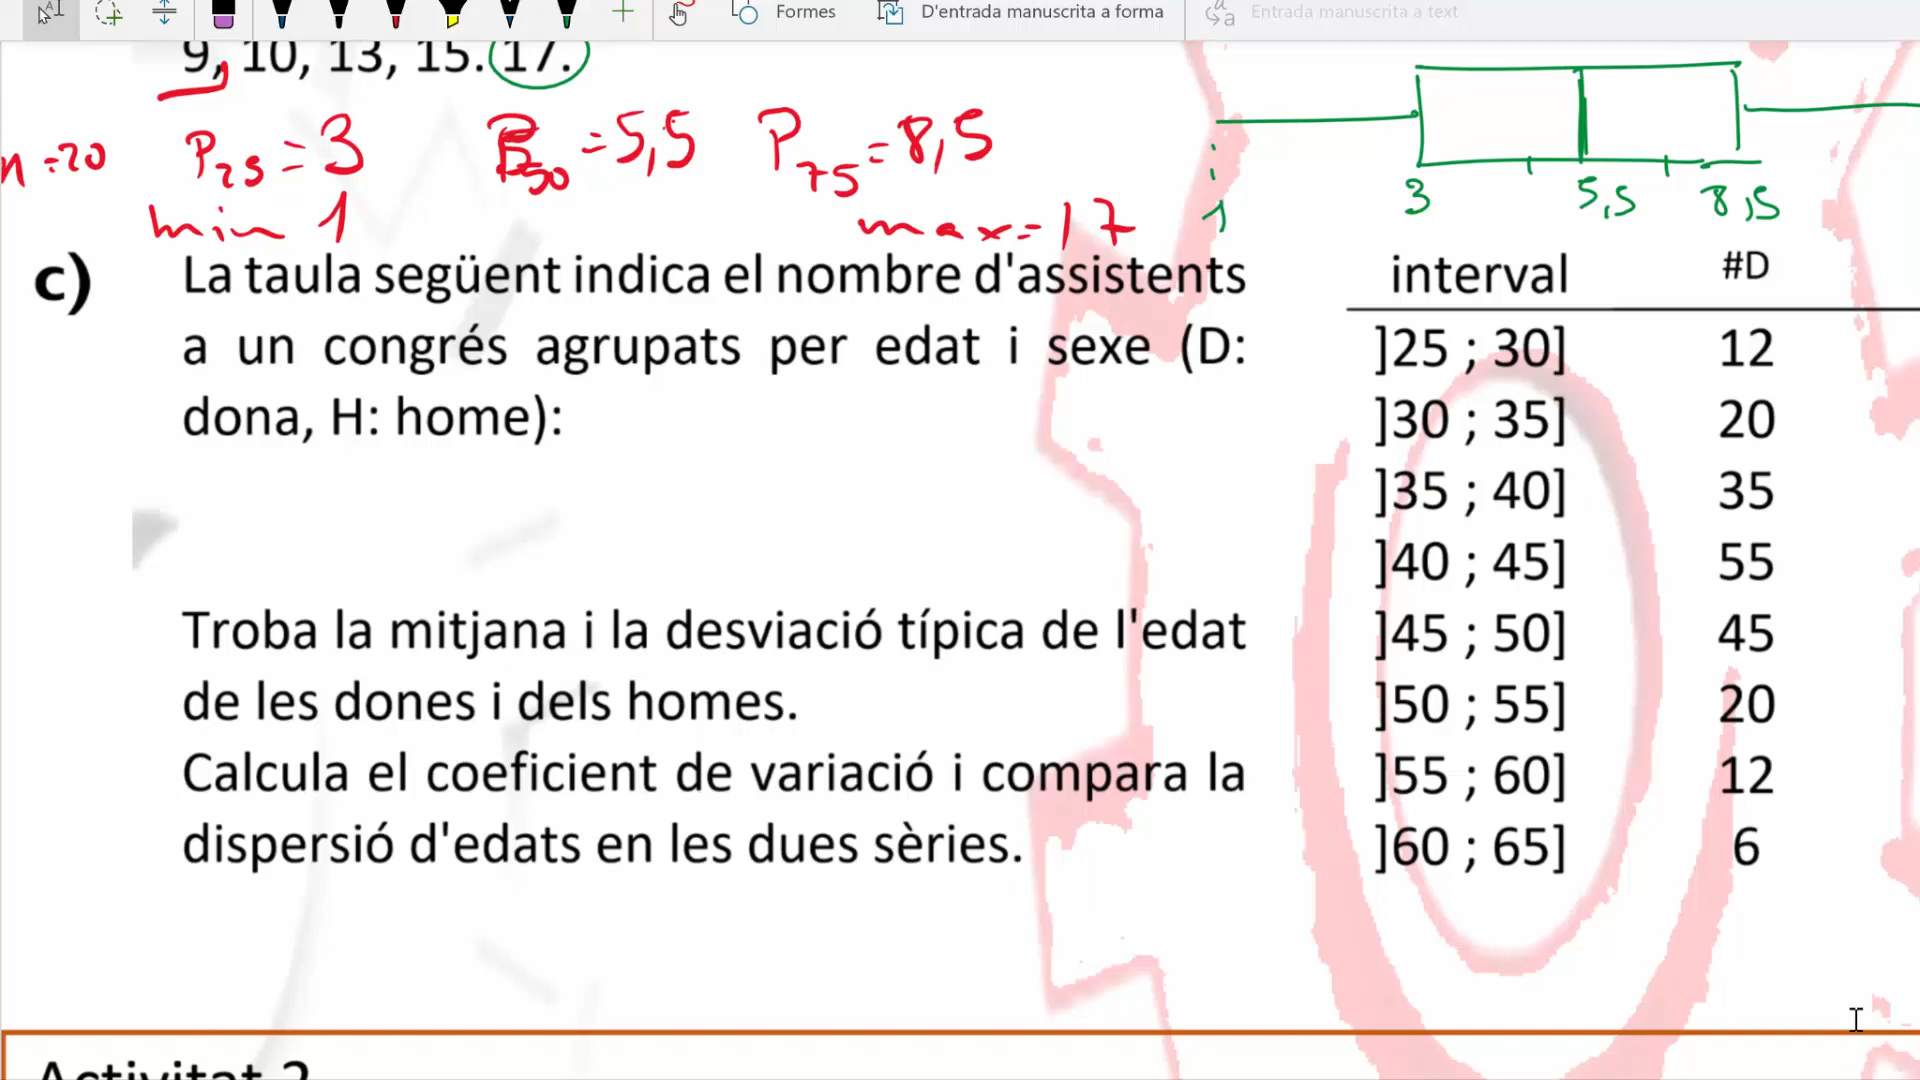 Formes D'entrada manuscrita a forma Entrada manuscrita a text
9, 10, 13, 15. 17.
n=20 P25=3 P50=5,5 P75=8,5
min 1 max=17
1 3 5,5 8,5
c) La taula següent indica el nombre d'assistents
a un congrés agrupats per edat i sexe (D:
dona, H: home):
Troba la mitjana i la desviació típica de l'edat
de les dones i dels homes.
Calcula el coeficient de variació i compara la
dispersió d'edats en les dues sèries.
interval #D
]25 ; 30] 12
]30 ; 35] 20
]35 ; 40] 35
]40 ; 45] 55
]45 ; 50] 45
]50 ; 55] 20
]55 ; 60] 12
]60 ; 65] 6
Activitat 2